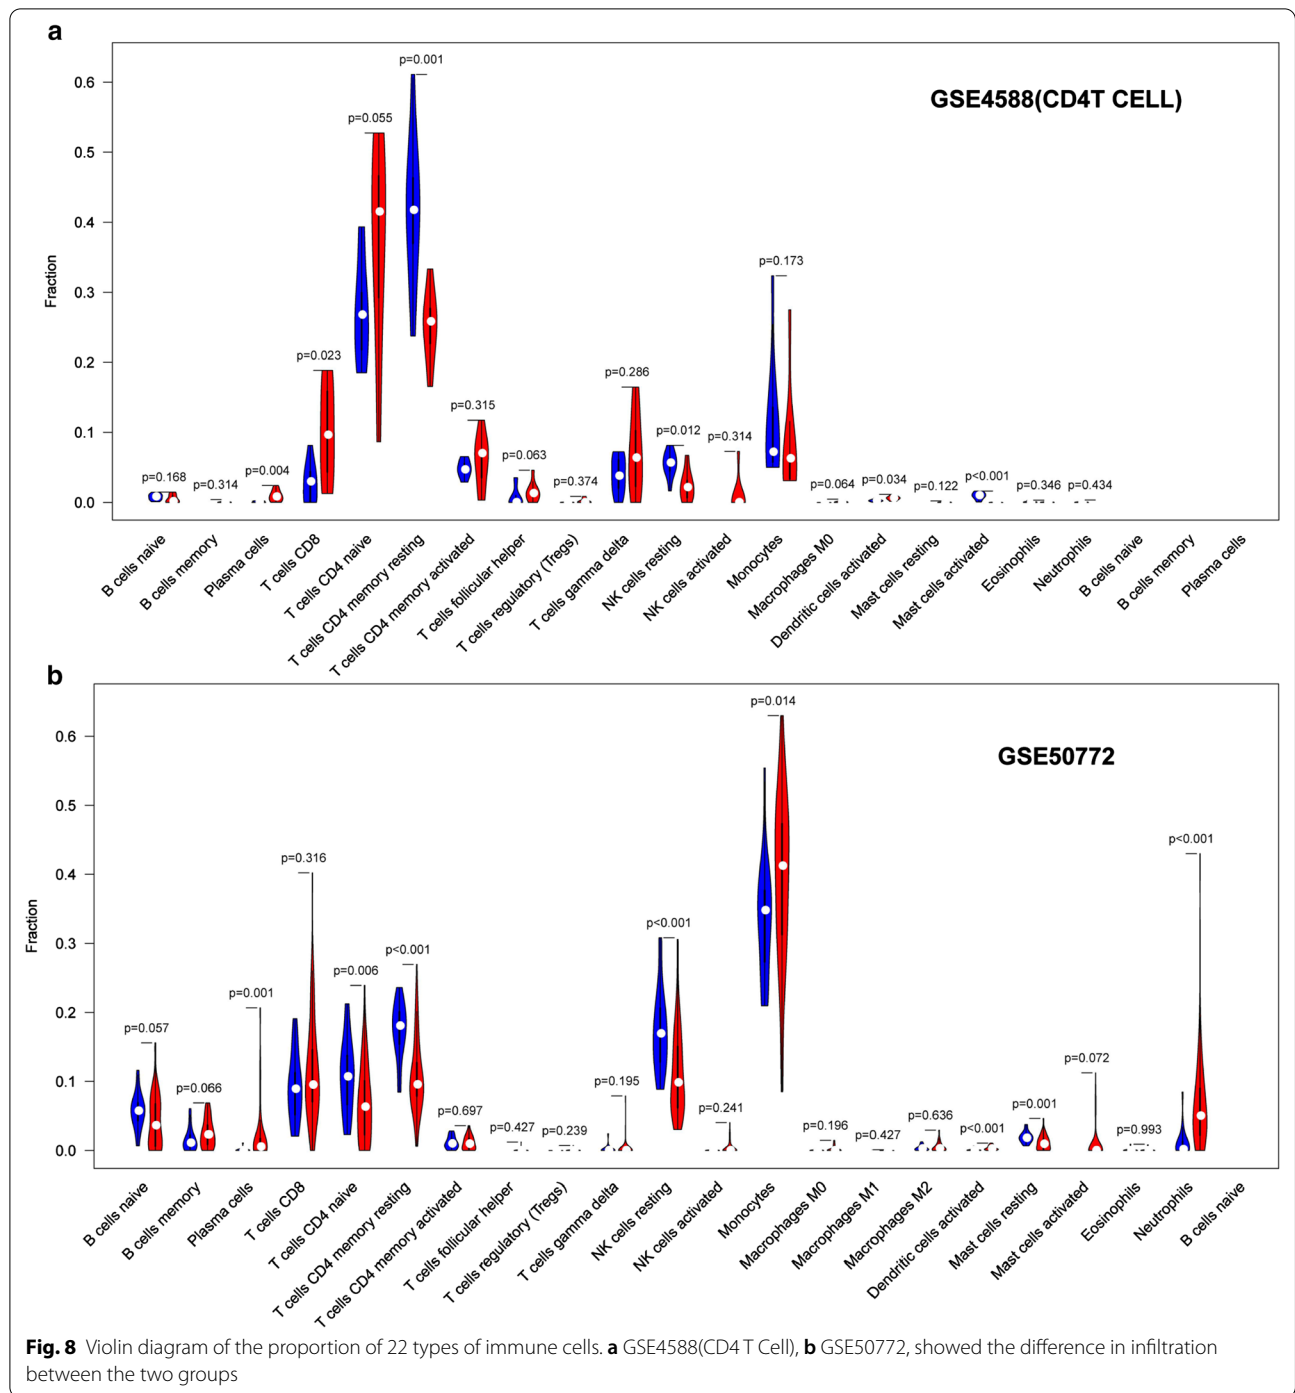 a
GSE4588(CD4T CELL)
Fraction
0.6
0.5
0.4
0.3
0.2
0.1
0.0
p=0.168
p=0.314
p=0.004
p=0.023
p=0.055
p=0.001
p=0.315
p=0.063
p=0.374
p=0.286
p=0.012
p=0.314
p=0.173
p=0.064
p=0.034
p=0.122
p<0.001
p=0.346
p=0.434
B cells naive
B cells memory
Plasma cells
T cells CD8
T cells CD4 naive
T cells CD4 memory resting
T cells CD4 memory activated
T cells follicular helper
T cells regulatory (Tregs)
T cells gamma delta
NK cells resting
NK cells activated
Monocytes
Macrophages M0
Dendritic cells activated
Mast cells resting
Mast cells activated
Eosinophils
Neutrophils
B cells naive
B cells memory
Plasma cells
b
GSE50772
Fraction
0.6
0.5
0.4
0.3
0.2
0.1
0.0
p=0.057
p=0.066
p=0.001
p=0.316
p=0.006
p<0.001
p=0.697
p=0.427
p=0.239
p=0.195
p<0.001
p=0.241
p=0.014
p=0.196
p=0.427
p=0.636
p<0.001
p=0.001
p=0.072
p=0.993
p<0.001
B cells naive
B cells memory
Plasma cells
T cells CD8
T cells CD4 naive
T cells CD4 memory resting
T cells CD4 memory activated
T cells follicular helper
T cells regulatory (Tregs)
T cells gamma delta
NK cells resting
NK cells activated
Monocytes
Macrophages M0
Macrophages M1
Macrophages M2
Dendritic cells activated
Mast cells resting
Mast cells activated
Eosinophils
Neutrophils
B cells naive
Fig. 8 Violin diagram of the proportion of 22 types of immune cells. a GSE4588(CD4 T Cell), b GSE50772, showed the difference in infiltration
between the two groups